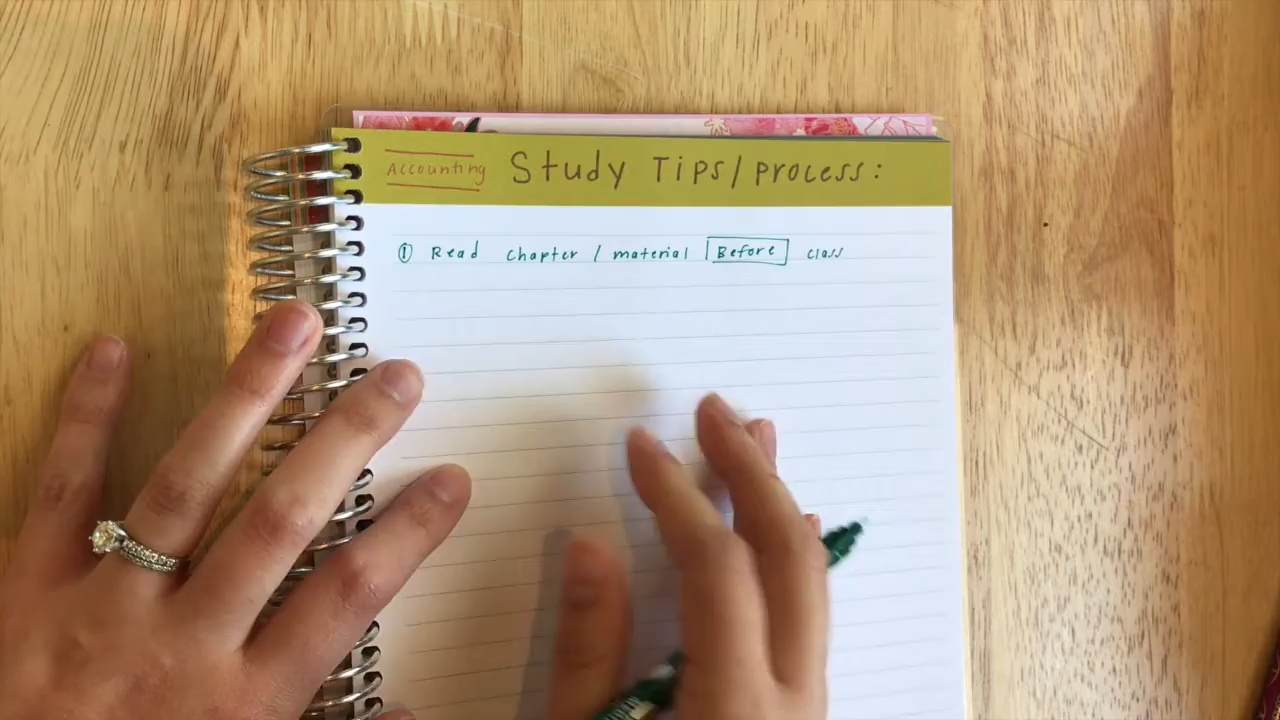 Accounting Study Tips/process:
① Read chapter / material Before class